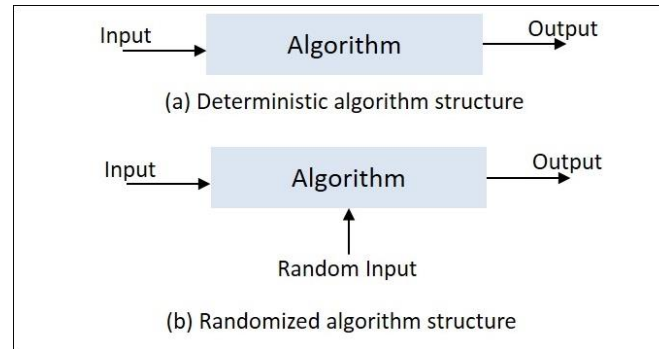 Input
Algorithm
Output
(a) Deterministic algorithm structure
Input
Algorithm
Output
Random Input
(b) Randomized algorithm structure